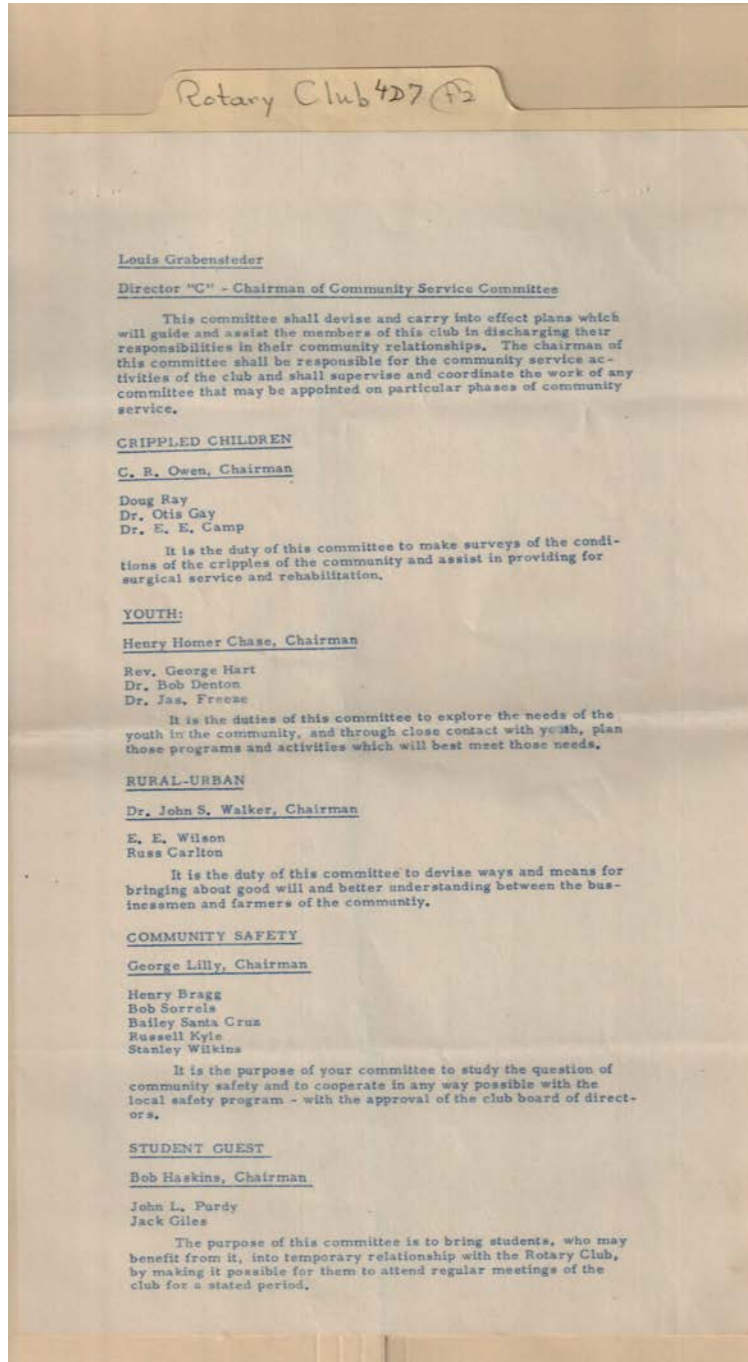 Rotary Club 4D7 f2
Louis Grabensteder
Director "C" - Chairman of Community Service Committee
This committee shall devise and carry into effect plans which
will guide and assist the members of this club in discharging their
responsibilities in their community relationships. The chairman of
this committee shall be responsible for the community service ac-
tivities of the club and shall supervise and coordinate the work of any
committee that may be appointed on particular phases of community
service.
CRIPPLED CHILDREN
C. R. Owen, Chairman
Doug Ray
Dr. Otis Gay
Dr. E. E. Camp
It is the duty of this committee to make surveys of the condi-
tions of the cripples of the community and assist in providing for
surgical service and rehabilitation.
YOUTH:
Henry Homer Chase, Chairman
Rev. George Hart
Dr. Bob Denton
Dr. Jas. Freeze
It is the duties of this committee to explore the needs of the
youth in the community, and through close contact with youth, plan
those programs and activities which will best meet those needs.
RURAL-URBAN
Dr. John S. Walker, Chairman
E. E. Wilson
Russ Carlton
It is the duty of this committee to devise ways and means for
bringing about good will and better understanding between the bus-
inessmen and farmers of the communtiy.
COMMUNITY SAFETY
George Lilly, Chairman
Henry Bragg
Bob Sorrels
Bailey Santa Cruz
Russell Kyle
Stanley Wilkins
It is the purpose of your committee to study the question of
community safety and to cooperate in any way possible with the
local safety program - with the approval of the club board of direct-
ors.
STUDENT GUEST
Bob Haskins, Chairman
John L. Purdy
Jack Giles
The purpose of this committee is to bring students, who may
benefit from it, into temporary relationship with the Rotary Club,
by making it possible for them to attend regular meetings of the
club for a stated period.